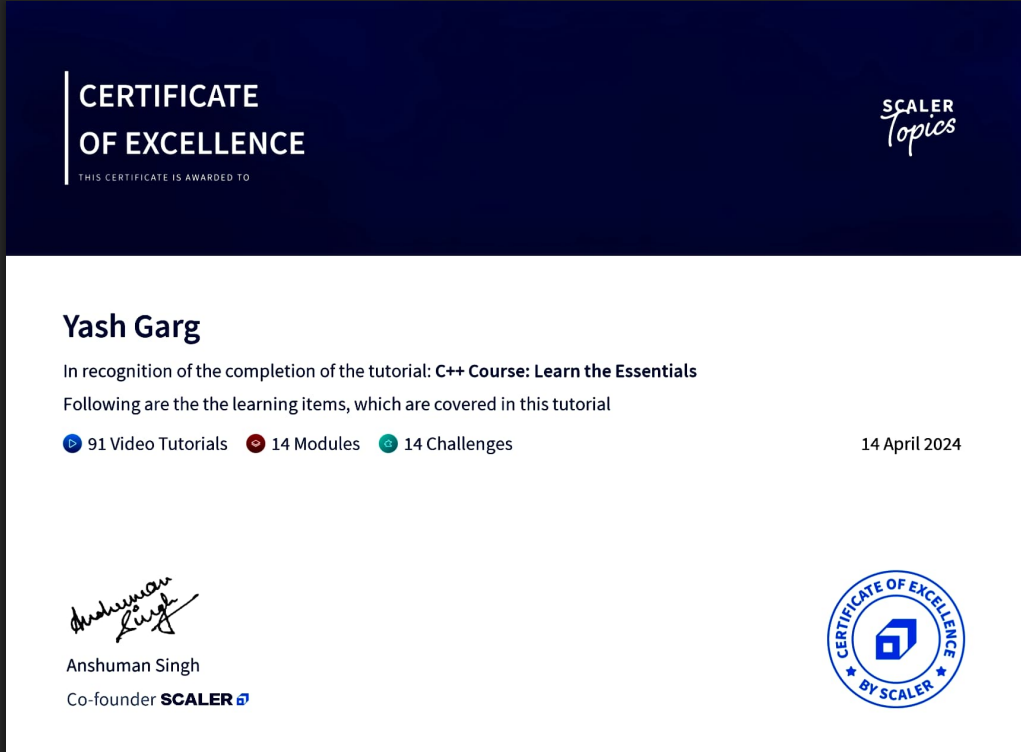 CERTIFICATE
OF EXCELLENCE
THIS CERTIFICATE IS AWARDED TO
SCALER
Topics
Yash Garg
In recognition of the completion of the tutorial: C++ Course: Learn the Essentials
Following are the the learning items, which are covered in this tutorial
91 Video Tutorials 14 Modules 14 Challenges
14 April 2024
Anshuman
Singh
Anshuman Singh
Co-founder SCALER
CERTIFICATE OF EXCELLENCE
BY SCALER